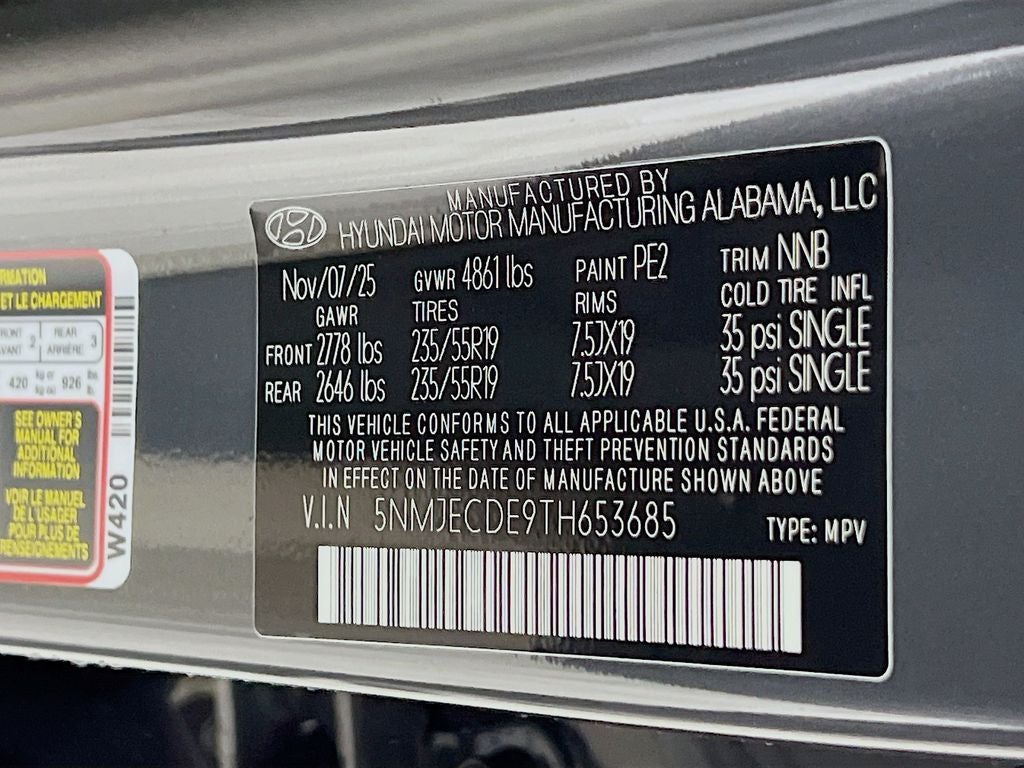 MANUFACTURED BY
HYUNDAI MOTOR MANUFACTURING ALABAMA, LLC
Nov/07/25 GVWR 4861 lbs PAINT PE2 TRIM NNB
GAWR TIRES RIMS COLD TIRE INFL
FRONT 2778 lbs 235/55R19 7.5JX19 35 psi SINGLE
REAR 2646 lbs 235/55R19 7.5JX19 35 psi SINGLE
THIS VEHICLE CONFORMS TO ALL APPLICABLE U.S.A. FEDERAL
MOTOR VEHICLE SAFETY AND THEFT PREVENTION STANDARDS
IN EFFECT ON THE DATE OF MANUFACTURE SHOWN ABOVE
V.I.N 5NMJECDE9TH653685 TYPE: MPV
ET LE CHARGEMENT
2 REAR 3
ARRIÈRE
420 kg or 926 lbs
SEE OWNER'S
MANUAL FOR
ADDITIONAL
INFORMATION
VOIR LE MANUEL
DE L'USAGER
POUR PLUS DE
RENSEIGNEMENTS
W420